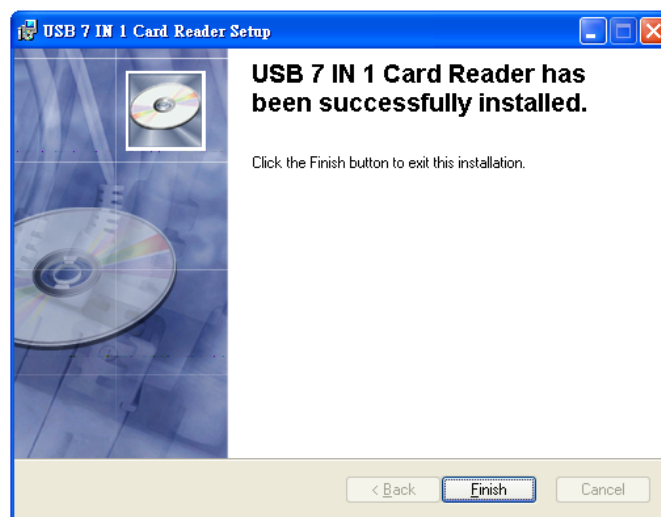 USB 7 IN 1 Card Reader Setup
USB 7 IN 1 Card Reader has
been successfully installed.
Click the Finish button to exit this installation.
< Back
Finish
Cancel